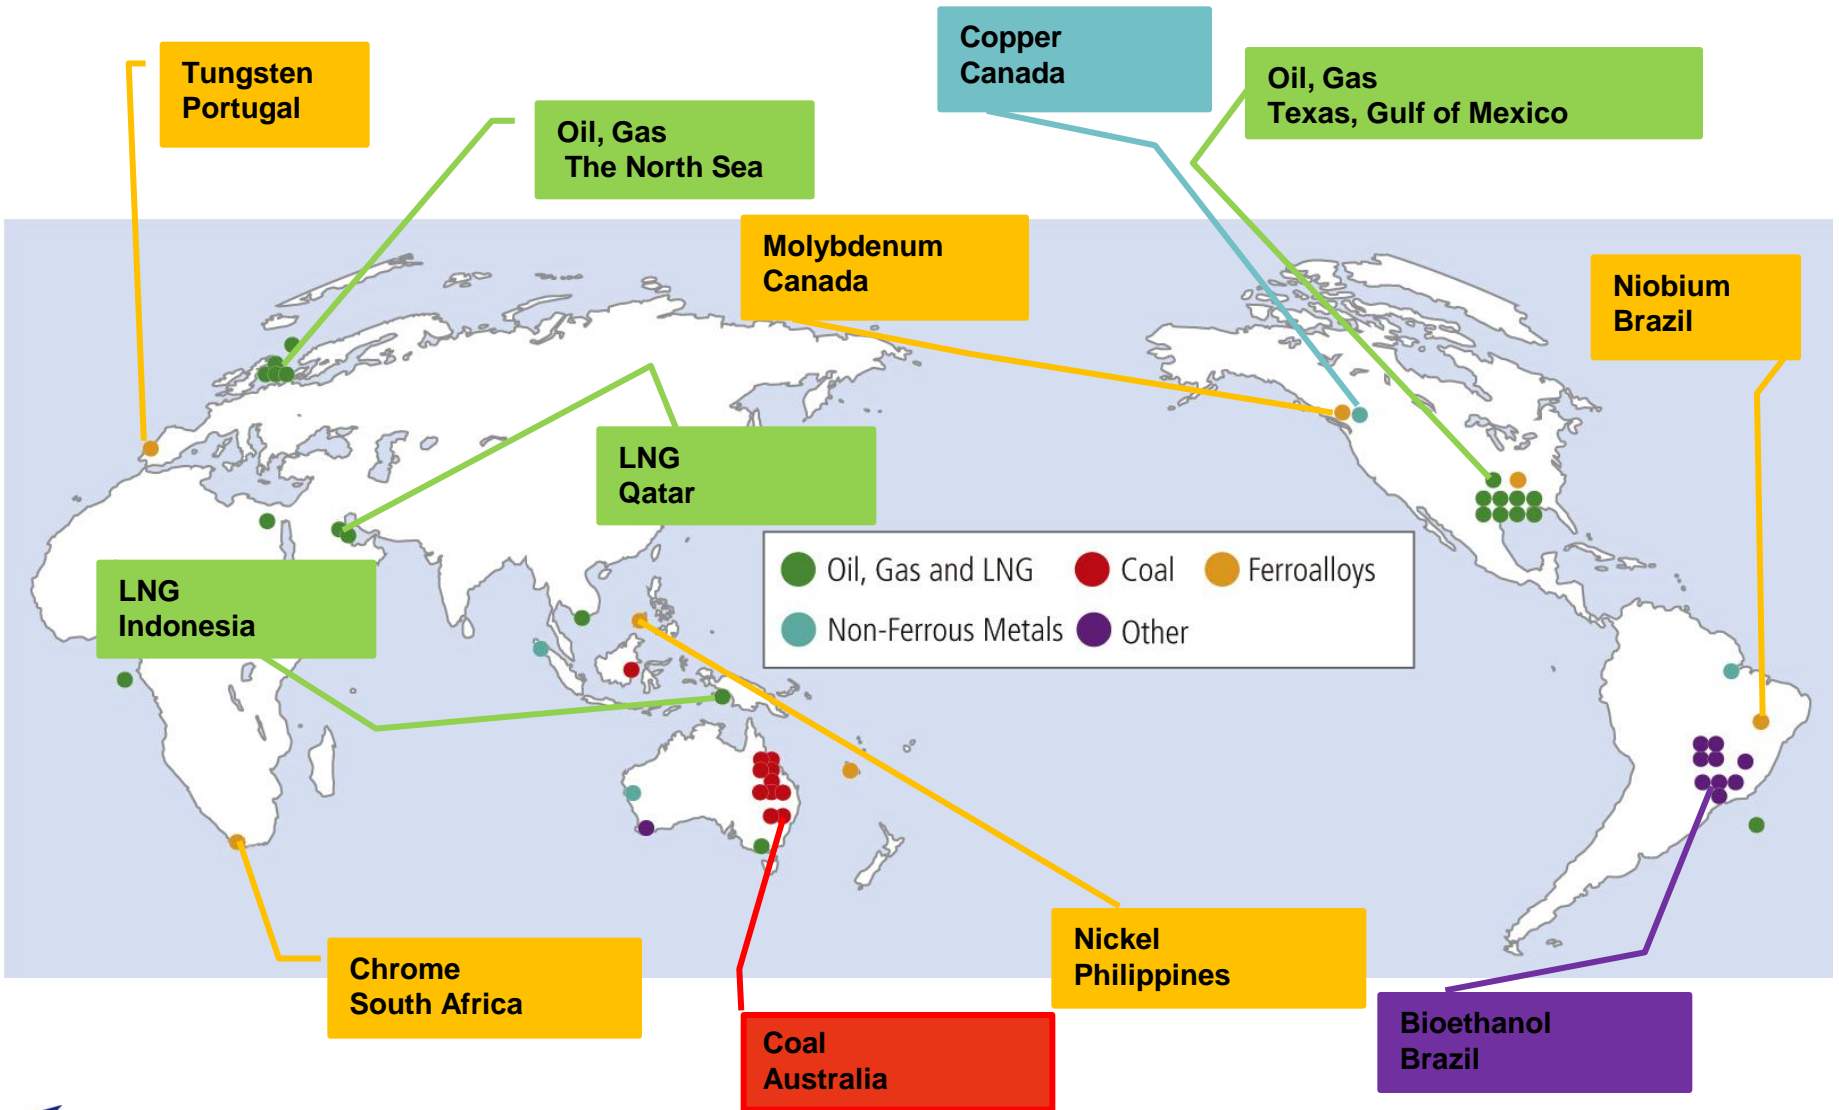 Copper
Canada
Tungsten
Portugal
Oil, Gas
Texas, Gulf of Mexico
Oil, Gas
The North Sea
Molybdenum
Canada
Niobium
Brazil
LNG
Qatar
Oil, Gas and LNG
Coal
Ferroalloys
Non-Ferrous Metals
Other
LNG
Indonesia
Nickel
Philippines
Chrome
South Africa
Bioethanol
Brazil
Coal
Australia